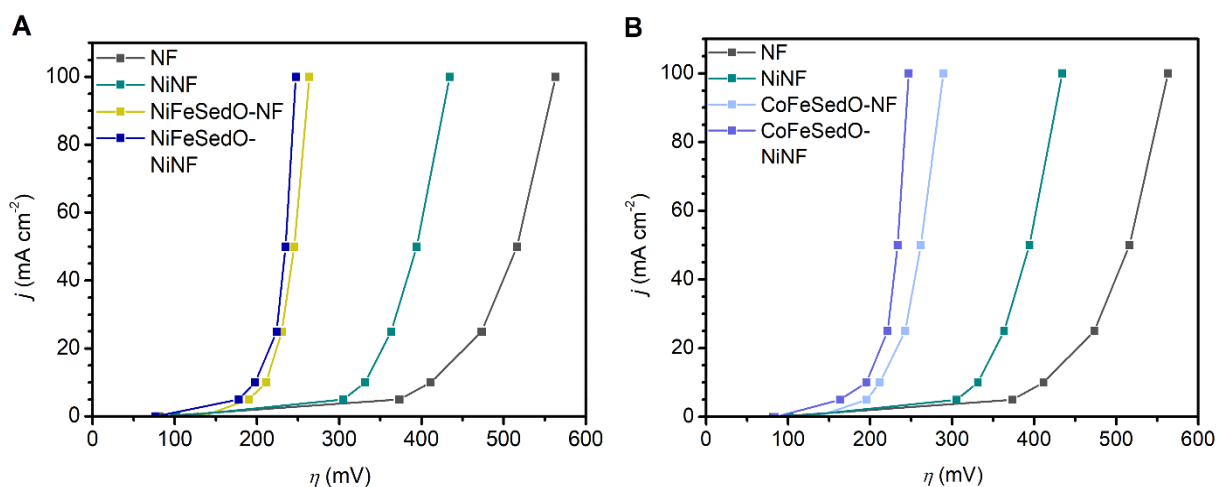 A
NF
NiNF
NiFeSedO-NF
NiFeSedO-
NiNF
100
80
60
40
20
0
j (mA cm⁻²)
0 100 200 300 400 500 600
η (mV)
B
NF
NiNF
CoFeSedO-NF
CoFeSedO-
NiNF
100
80
60
40
20
0
j (mA cm⁻²)
0 100 200 300 400 500 600
η (mV)